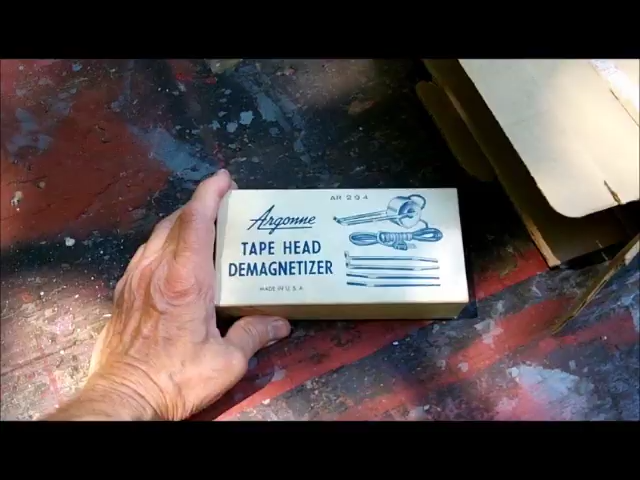 AR 294
Argonne
TAPE HEAD
DEMAGNETIZER
MADE IN U.S.A.